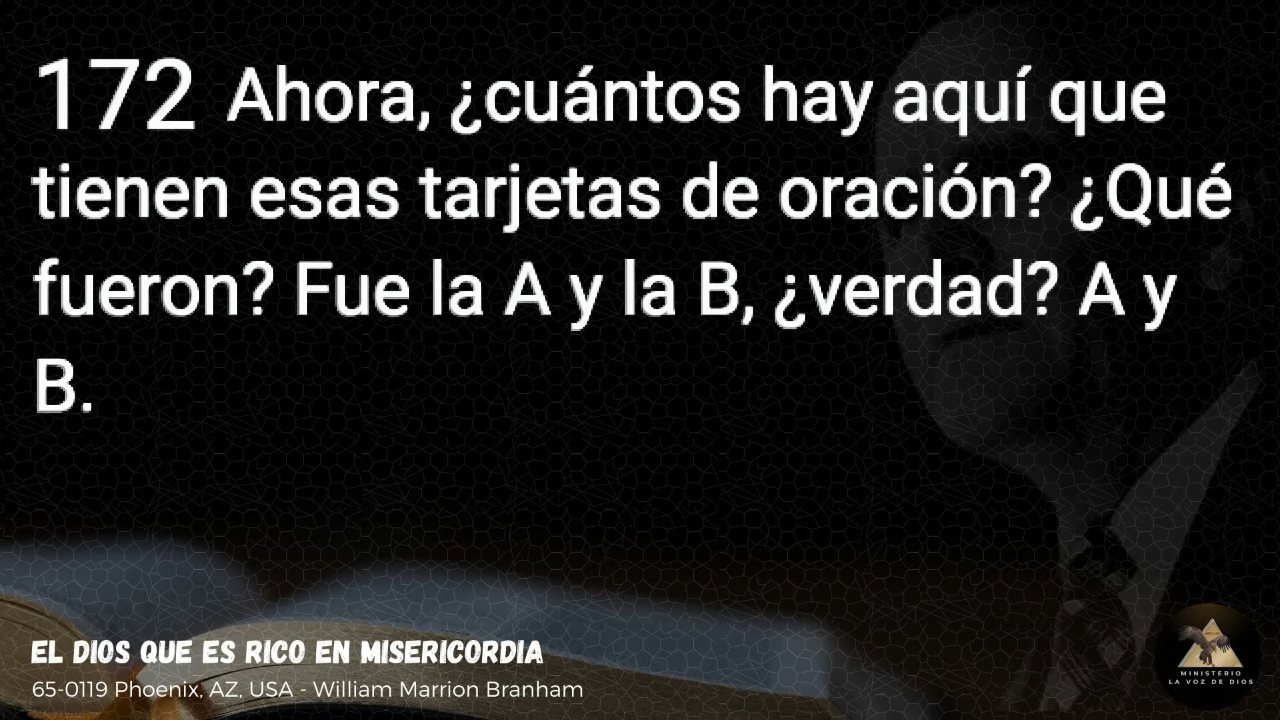 172 Ahora, ¿cuántos hay aquí que
tienen esas tarjetas de oración? ¿Qué
fueron? Fue la A y la B, ¿verdad? A y
B.
EL DIOS QUE ES RICO EN MISERICORDIA
65-0119 Phoenix, AZ, USA - William Marrion Branham
MINISTERIO
LA VOZ DE DIOS